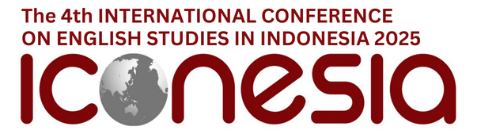 The 4th INTERNATIONAL CONFERENCE
ON ENGLISH STUDIES IN INDONESIA 2025
iconesia